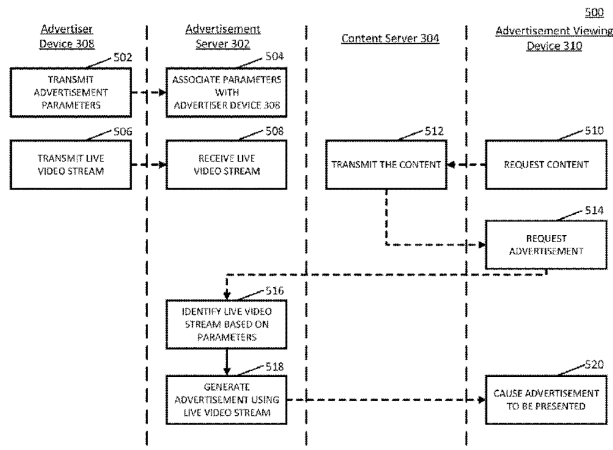 500
Advertiser
Device 308
Advertisement
Server 302
Content Server 304
Advertisement Viewing
Device 310
502
TRANSMIT
ADVERTISEMENT
PARAMETERS
504
ASSOCIATE PARAMETERS
WITH
ADVERTISER DEVICE 308
506
TRANSMIT LIVE
VIDEO STREAM
508
RECEIVE LIVE
VIDEO STREAM
512
TRANSMIT THE CONTENT
510
REQUEST CONTENT
514
REQUEST
ADVERTISEMENT
516
IDENTIFY LIVE VIDEO
STREAM BASED ON
PARAMETERS
518
GENERATE
ADVERTISEMENT USING
LIVE VIDEO STREAM
520
CAUSE ADVERTISEMENT
TO BE PRESENTED